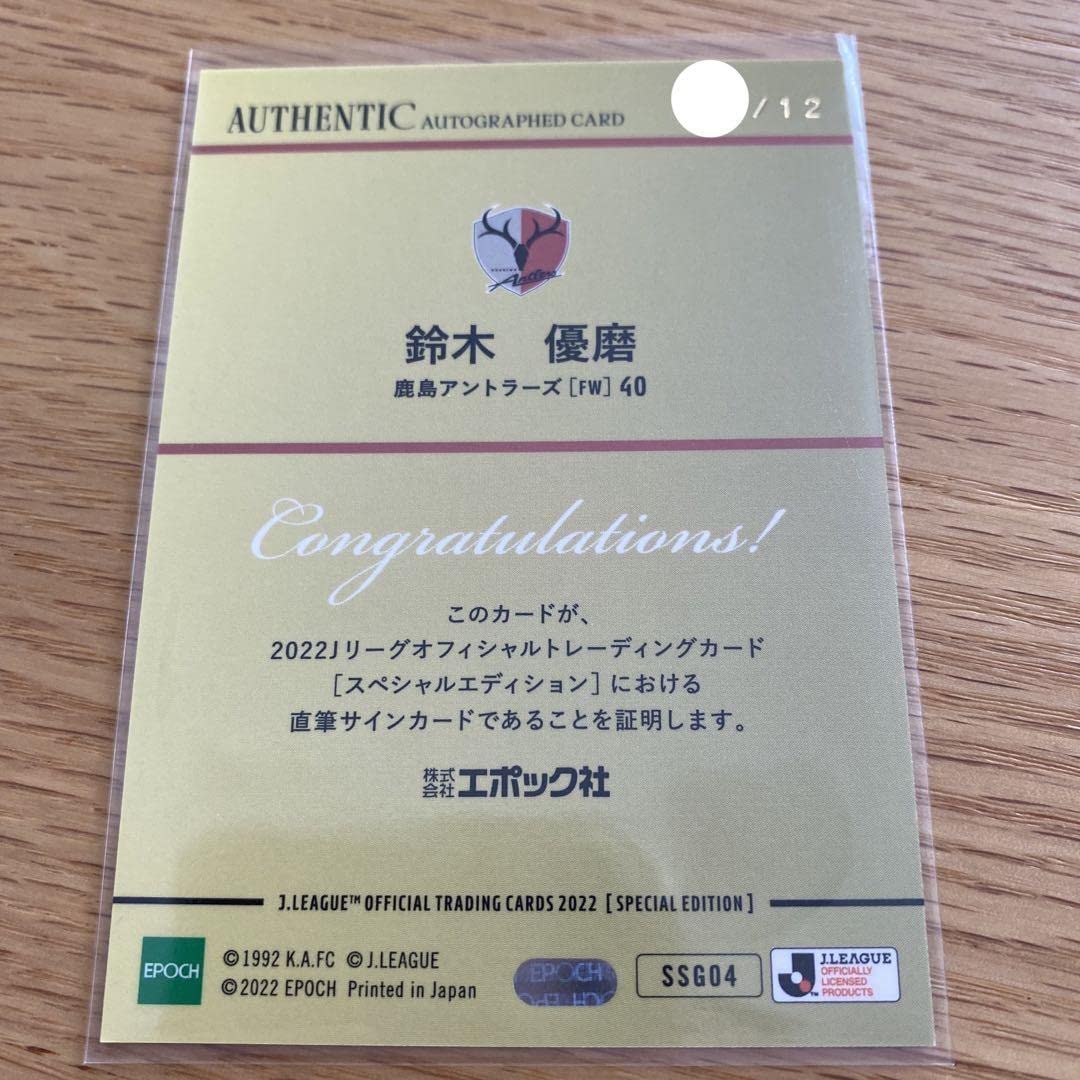 AUTHENTIC AUTOGRAPHED CARD /12
KASHIMA
Antlers
鈴木 優磨
鹿島アントラーズ [FW] 40
Congratulations!
このカードが、
2022Jリーグオフィシャルトレーディングカード
[スペシャルエディション]における
直筆サインカードであることを証明します。
株式会社エポック社
J.LEAGUE™ OFFICIAL TRADING CARDS 2022 [SPECIAL EDITION]
EPOCH
©1992 K.A.FC ©J.LEAGUE
©2022 EPOCH Printed in Japan
EPOCH
EPOCH
SSG04
J.LEAGUE
OFFICIALLY
LICENSED
PRODUCTS